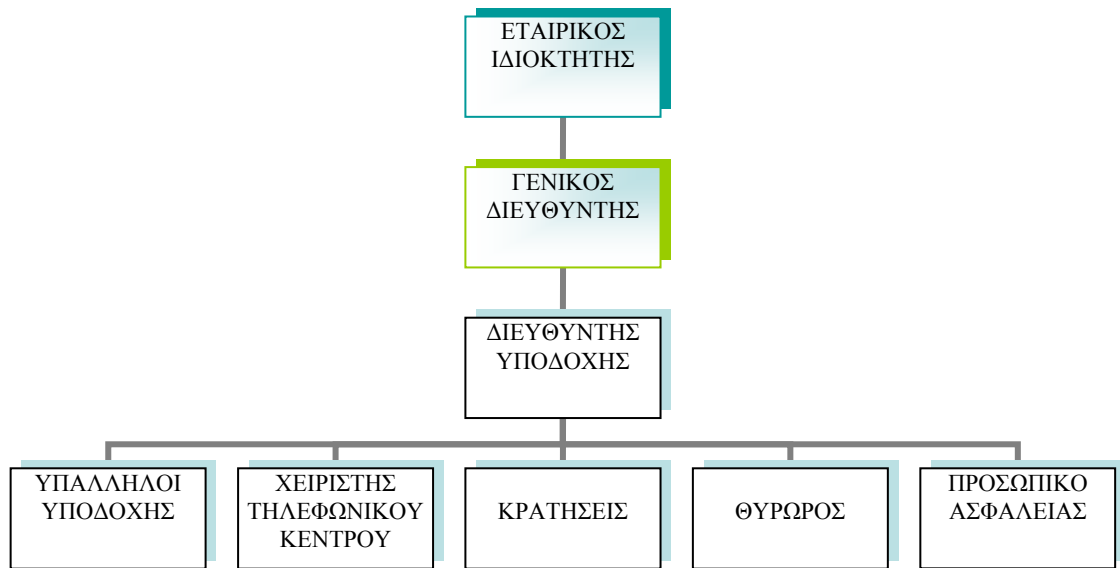 ΕΤΑΙΡΙΚΟΣ
ΙΔΙΟΚΤΗΤΗΣ
ΓΕΝΙΚΟΣ
ΔΙΕΥΘΥΝΤΗΣ
ΔΙΕΥΘΥΝΤΗΣ
ΥΠΟΔΟΧΗΣ
ΥΠΑΛΛΗΛΟΙ
ΥΠΟΔΟΧΗΣ
ΧΕΙΡΙΣΤΗΣ
ΤΗΛΕΦΩΝΙΚΟΥ
ΚΕΝΤΡΟΥ
ΚΡΑΤΗΣΕΙΣ
ΘΥΡΩΡΟΣ
ΠΡΟΣΩΠΙΚΟ
ΑΣΦΑΛΕΙΑΣ